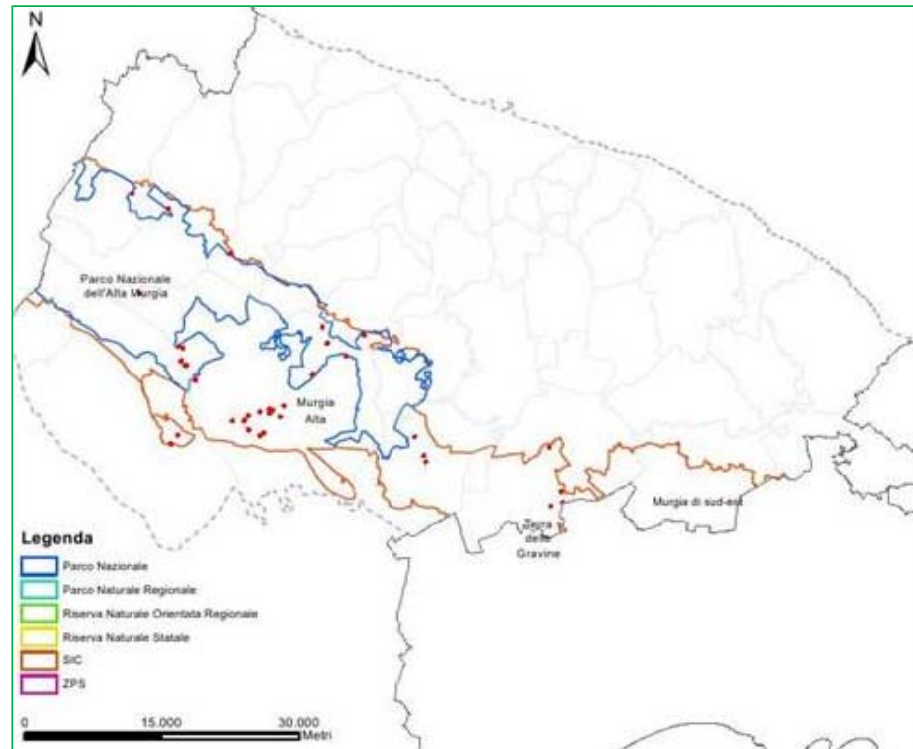 N
Parco Nazionale
dell'Alta Murgia
Murgia
Alta
Murgia di sud-est
Terra
delle
Gravine
Legenda
Parco Nazionale
Parco Naturale Regionale
Riserva Naturale Orientata Regionale
Riserva Naturale Statale
SIC
ZPS
0 15.000 30.000
Metri